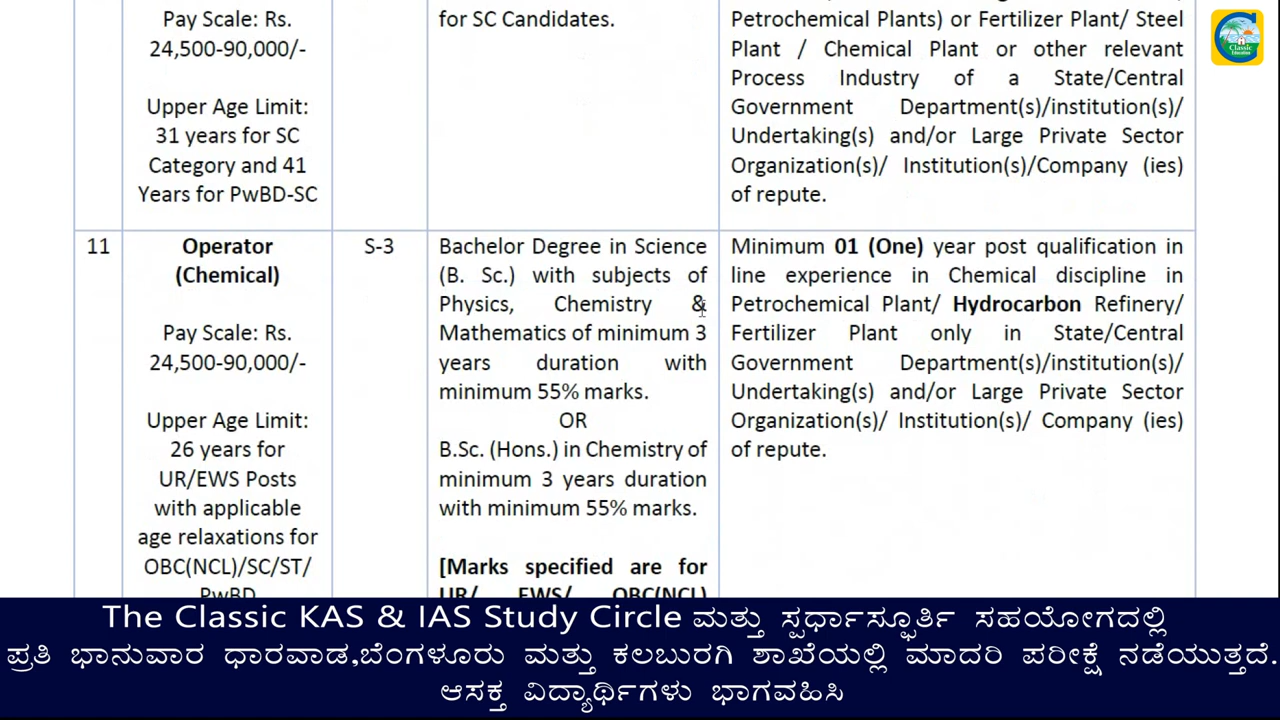 Pay Scale: Rs.
24,500-90,000/-
Upper Age Limit:
31 years for SC
Category and 41
Years for PwBD-SC
for SC Candidates.
Petrochemical Plants) or Fertilizer Plant/ Steel
Plant / Chemical Plant or other relevant
Process Industry of a State/Central
Government Department(s)/institution(s)/
Undertaking(s) and/or Large Private Sector
Organization(s)/ Institution(s)/Company (ies)
of repute.
Classic
Education
11
Operator
(Chemical)
Pay Scale: Rs.
24,500-90,000/-
Upper Age Limit:
26 years for
UR/EWS Posts
with applicable
age relaxations for
OBC(NCL)/SC/ST/
PwBD
S-3
Bachelor Degree in Science
(B. Sc.) with subjects of
Physics, Chemistry &
Mathematics of minimum 3
years duration with
minimum 55% marks.
OR
B.Sc. (Hons.) in Chemistry of
minimum 3 years duration
with minimum 55% marks.
[Marks specified are for
UR/ EWS/ OBC(NCL)
Minimum 01 (One) year post qualification in
line experience in Chemical discipline in
Petrochemical Plant/ Hydrocarbon Refinery/
Fertilizer Plant only in State/Central
Government Department(s)/institution(s)/
Undertaking(s) and/or Large Private Sector
Organization(s)/ Institution(s)/ Company (ies)
of repute.
The Classic KAS & IAS Study Circle ಮತ್ತು ಸ್ಪರ್ಧಾಸ್ಫೂರ್ತಿ ಸಹಯೋಗದಲ್ಲಿ
ಪ್ರತಿ ಭಾನುವಾರ ಧಾರವಾಡ,ಬೆಂಗಳೂರು ಮತ್ತು ಕಲಬುರಗಿ ಶಾಖೆಯಲ್ಲಿ ಮಾದರಿ ಪರೀಕ್ಷೆ ನಡೆಯುತ್ತದೆ.
ಆಸಕ್ತ ವಿದ್ಯಾರ್ಥಿಗಳು ಭಾಗವಹಿಸಿ